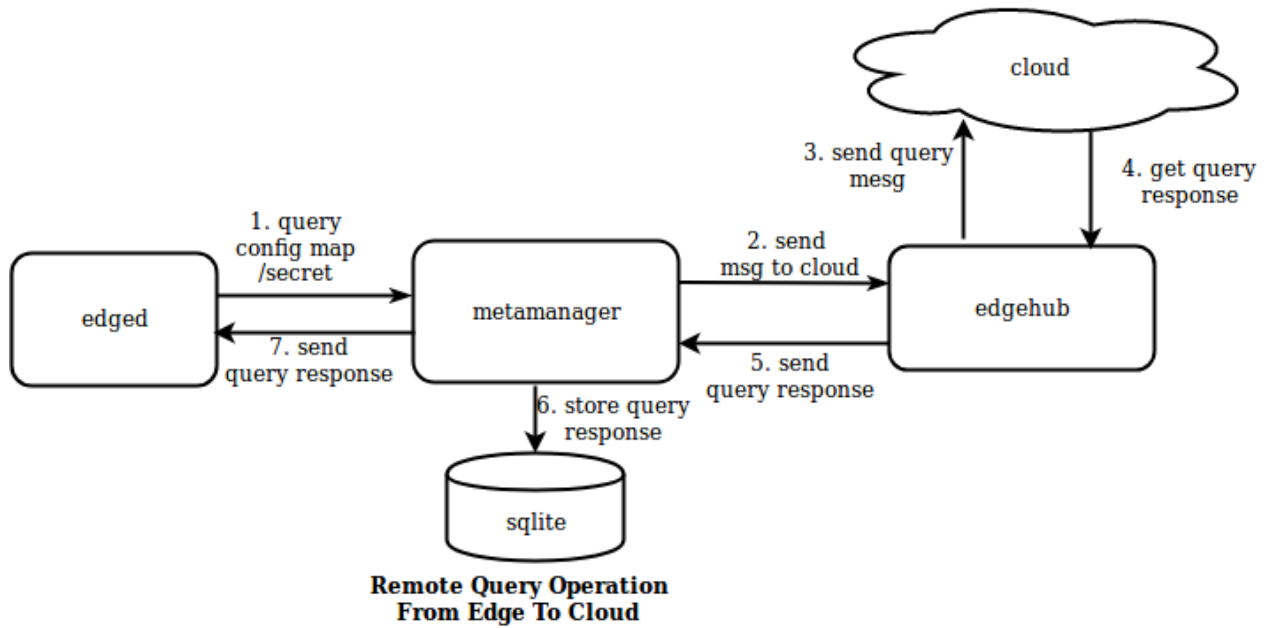 cloud
3. send query
mesg
4. get query
response
1. query
config map
/secret
2. send
msg to cloud
edged
metamanager
edgehub
7. send
query response
5. send
query response
6. store query
response
sqlite
Remote Query Operation
From Edge To Cloud